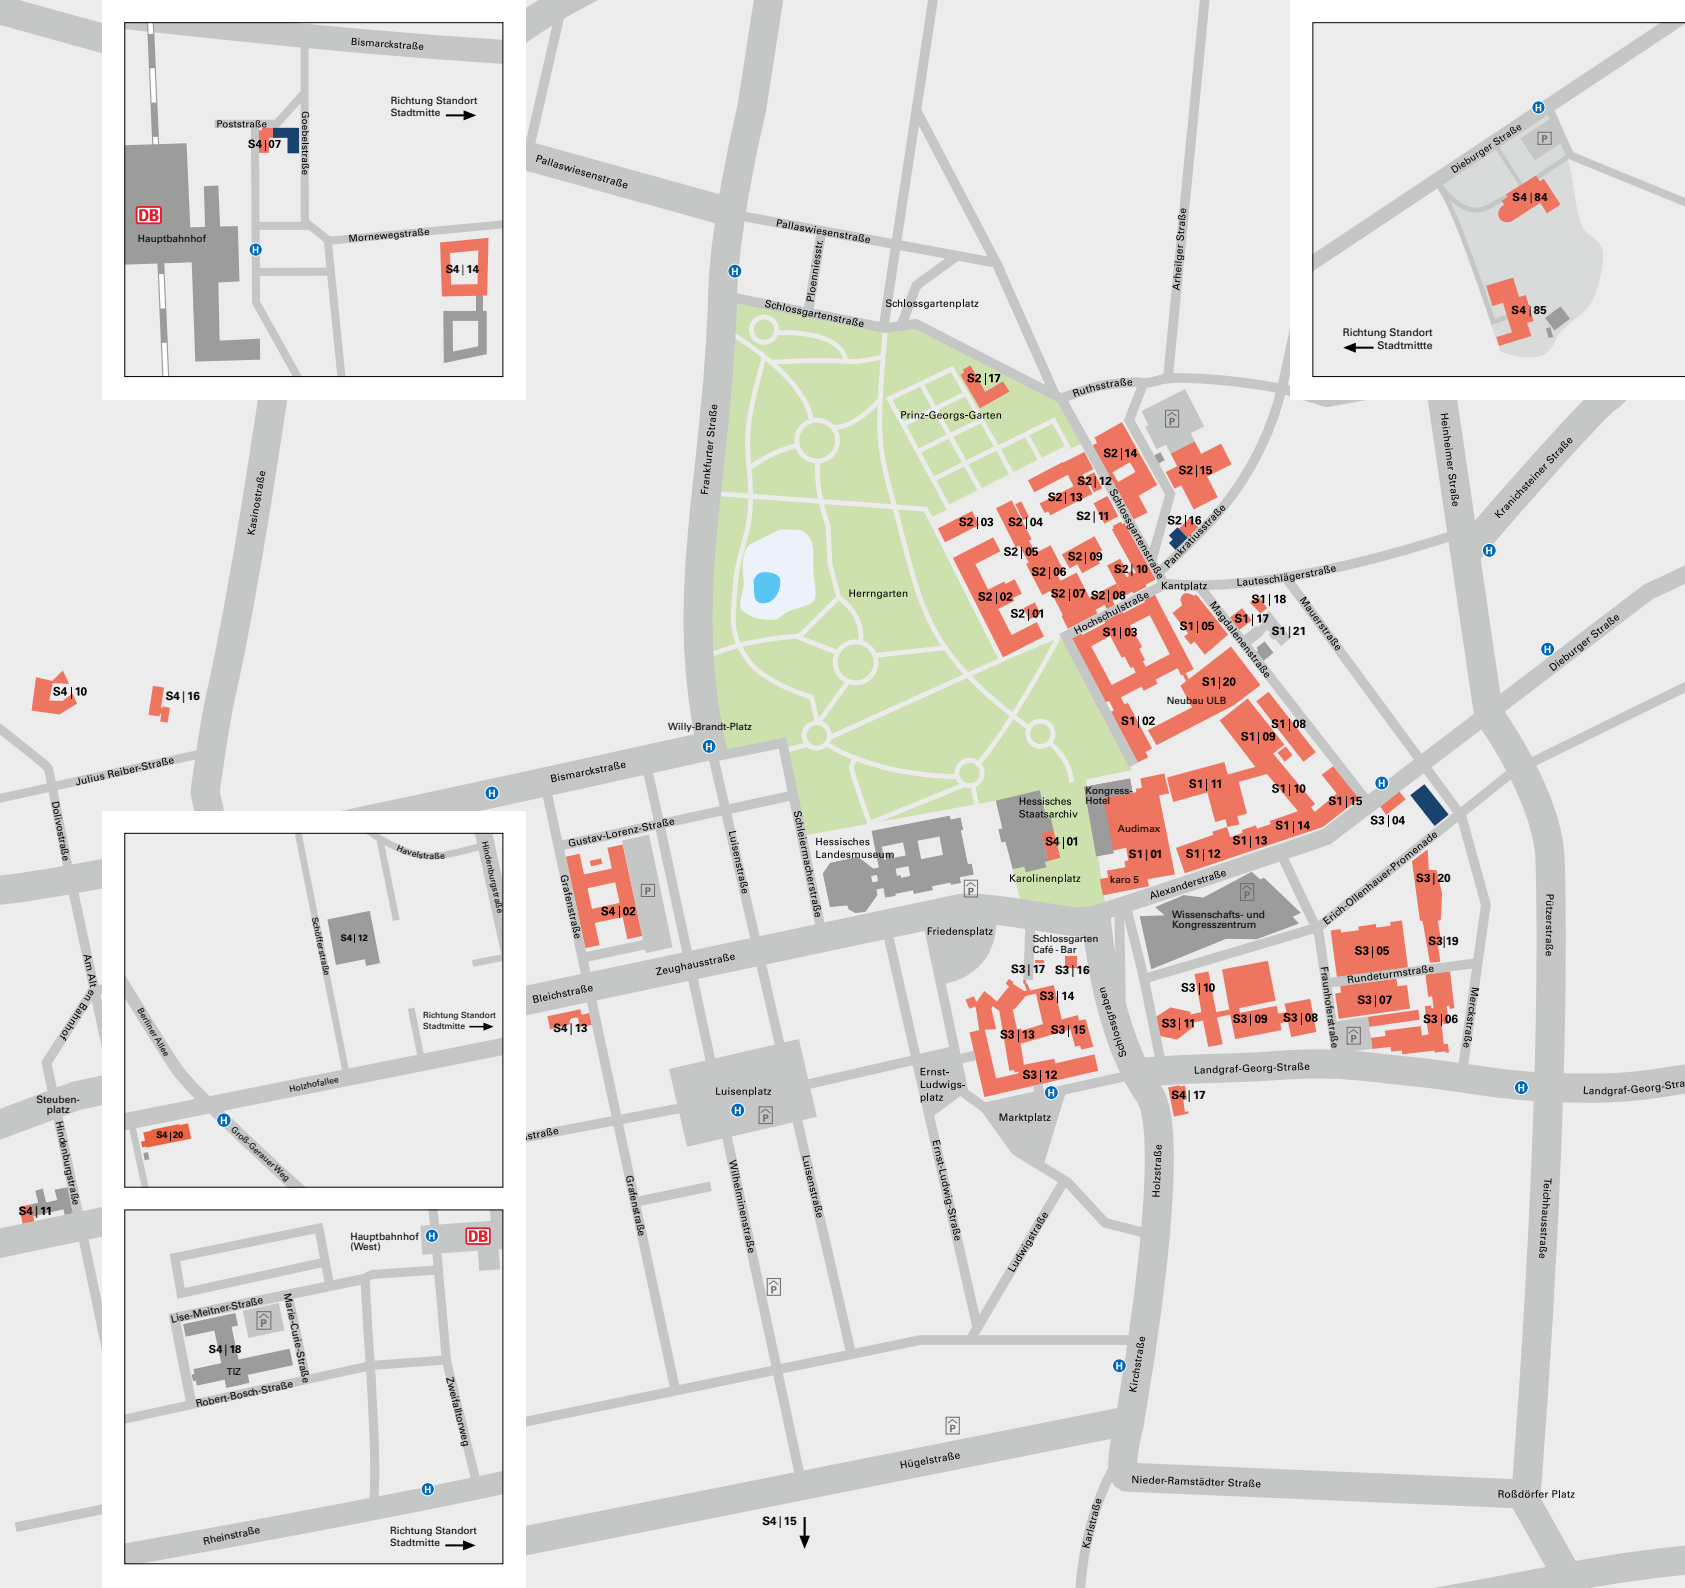 Bismarckstraße
Richtung Standort
Stadtmitte
Poststraße
Goebelstraße
S4|07
DB
Hauptbahnhof
H
Mornewegstraße
S4|14
Pallaswiesenstraße
Pallaswiesenstraße
Ploenniesstr.
Arheilger Straße
H
Schlossgartenstraße
Schlossgartenplatz
H
P
Dieburger Straße
S4|84
S4|85
Richtung Standort
Stadtmittte
Kasinostraße
Frankfurter Straße
S2|17
Prinz-Georgs-Garten
Ruthsstraße
P
S2|14
S2|15
S2|12
S2|13
S2|11
Schlossgartenstraße
S2|16
Pankratiusstraße
S2|03
S2|04
S2|05
S2|09
S2|06
S2|10
S2|02
S2|07
S2|08
S2|01
Herrngarten
Kantplatz
Hochschulstraße
Lauteschlägerstraße
Heinheimer Straße
Kranichsteiner Straße
H
H
Dieburger Straße
Mauerstraße
Magdalenenstraße
S1|18
S1|17
S1|21
S1|03
S1|05
S1|20
Neubau ULB
S1|02
S1|08
S1|09
S1|11
S1|10
S1|15
S1|14
S1|13
S1|12
H
S3|04
S4|10
S4|16
Julius Reiber-Straße
Dolivostraße
Am Alten Bahnhof
Steuben-
platz
Hindenburgstraße
S4|11
Willy-Brandt-Platz
H
Bismarckstraße
H
Gustav-Lorenz-Straße
Luisenstraße
Schleiermacherstraße
Grafenstraße
P
S4|02
Hessisches
Landesmuseum
Hessisches
Staatsarchiv
S4|01
Karolinenplatz
Kongress-
Hotel
Audimax
S1|01
karo 5
P
Alexanderstraße
P
Wissenschafts- und
Kongresszentrum
Erich-Ollenhauer-Promenade
S3|20
S3|19
S3|05
Rundeturmstraße
S3|07
S3|06
P
Fraunhoferstraße
Merckstraße
Pützerstraße
S3|10
S3|11
S3|09
S3|08
Friedensplatz
Schlossgarten
Café-Bar
S3|17
S3|16
S3|14
S3|13
S3|15
S3|12
Schlossgraben
Zeughausstraße
Bleichstraße
S4|13
Luisenplatz
H
P
Ernst-
Ludwigs-
platz
H
Marktplatz
S4|17
Landgraf-Georg-Straße
H
Landgraf-Georg-Stra
straße
Grafenstraße
Wilhelminenstraße
Luisenstraße
Ernst-Ludwig-Straße
Ludwigstraße
Holzstraße
Teichhausstraße
P
H
Kirchstraße
P
Hügelstraße
Nieder-Ramstädter Straße
Roßdörfer Platz
Karlstraße
S4|15
Havelstraße
Hindenburgstraße
Schöfferstraße
S4|12
Berliner Allee
Richtung Standort
Stadtmitte
Holzhofallee
H
S4|20
Groß-Gerauer Weg
Hauptbahnhof
(West)
H
DB
Lise-Meitner-Straße
P
Marie-Curie-Straße
S4|18
TIZ
Robert-Bosch-Straße
Zweifalltorweg
H
Rheinstraße
Richtung Standort
Stadtmitte